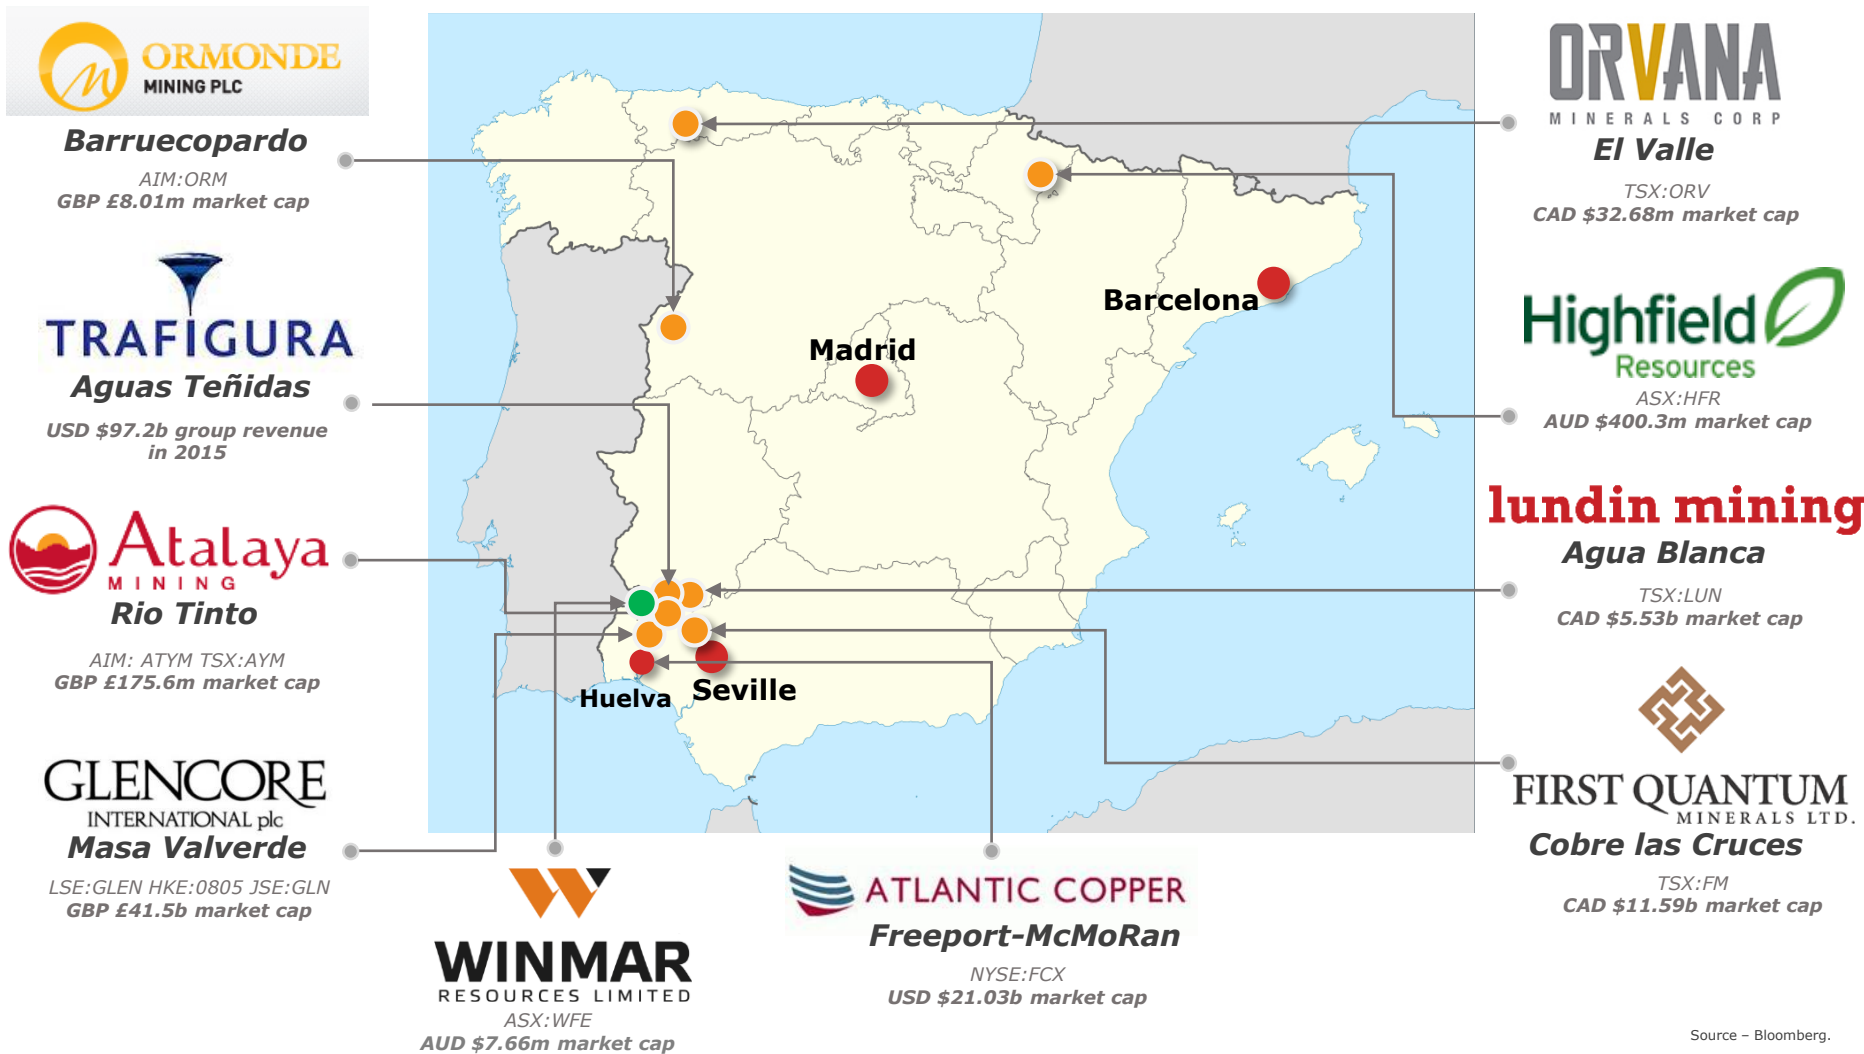 ORMONDE
MINING PLC
Barruecopardo
AIM:ORM
GBP £8.01m market cap
TRAFIGURA
Aguas Teñidas
USD $97.2b group revenue
in 2015
Atalaya
MINING
Rio Tinto
AIM: ATYM TSX:AYM
GBP £175.6m market cap
GLENCORE
INTERNATIONAL plc
Masa Valverde
LSE:GLEN HKE:0805 JSE:GLN
GBP £41.5b market cap
Barcelona
Madrid
Huelva
Seville
WINMAR
RESOURCES LIMITED
ASX:WFE
AUD $7.66m market cap
ATLANTIC COPPER
Freeport-McMoRan
NYSE:FCX
USD $21.03b market cap
ORVANA
MINERALS CORP
El Valle
TSX:ORV
CAD $32.68m market cap
Highfield
Resources
ASX:HFR
AUD $400.3m market cap
lundin mining
Agua Blanca
TSX:LUN
CAD $5.53b market cap
FIRST QUANTUM
MINERALS LTD.
Cobre las Cruces
TSX:FM
CAD $11.59b market cap
Source – Bloomberg.